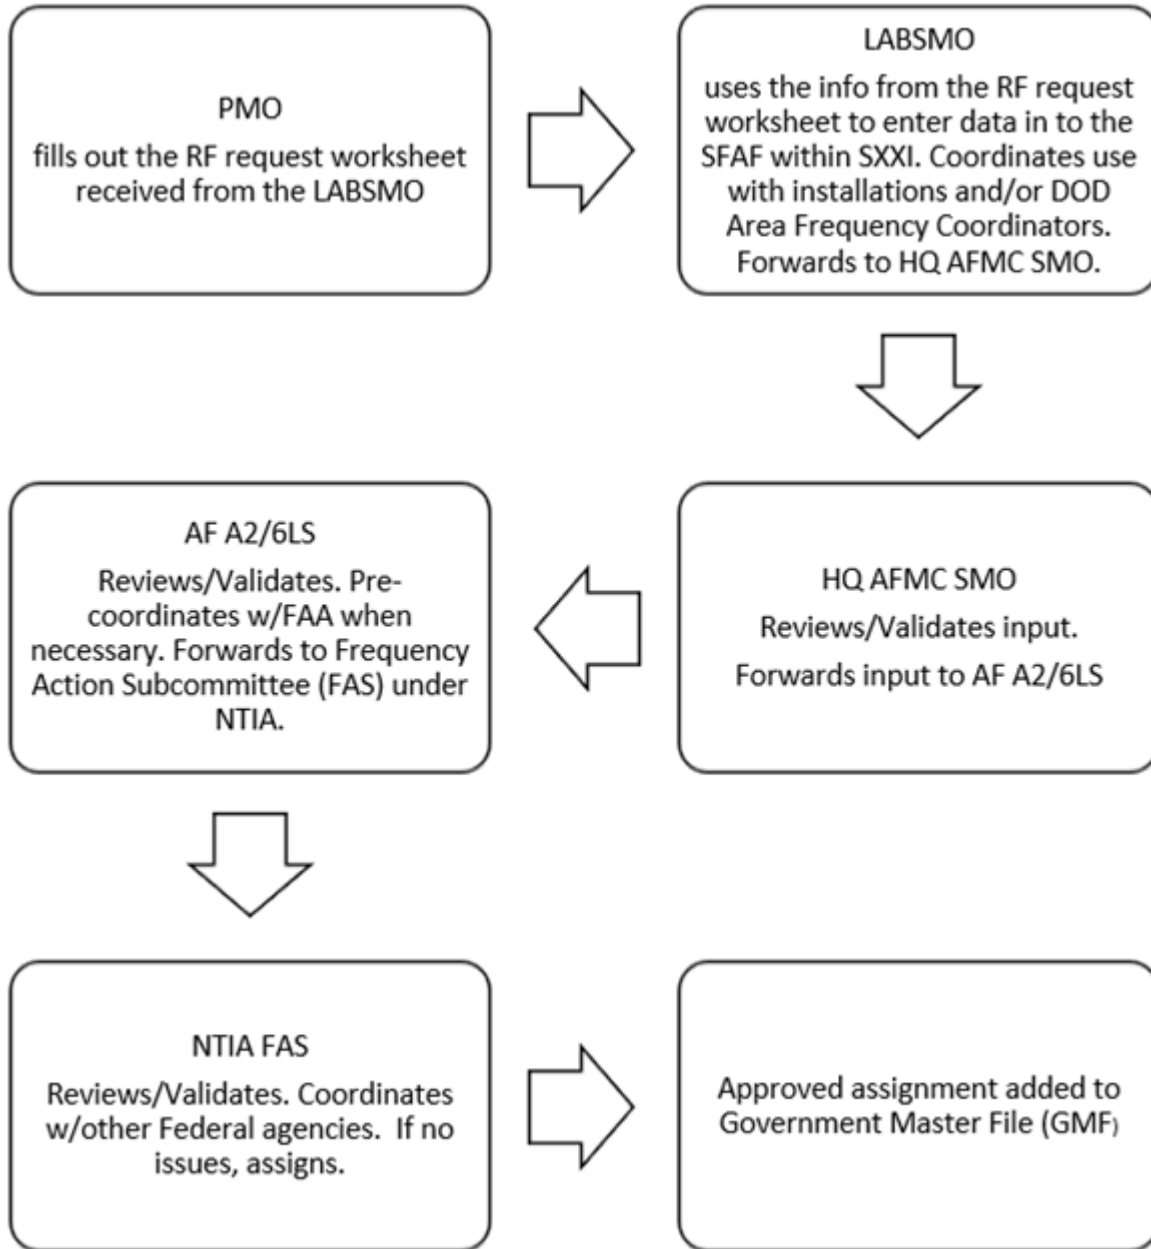 PMO
fills out the RF request worksheet
received from the LABSMO
LABSMO
uses the info from the RF request
worksheet to enter data in to the
SFAF within SXXI. Coordinates use
with installations and/or DOD
Area Frequency Coordinators.
Forwards to HQ AFMC SMO.
HQ AFMC SMO
Reviews/Validates input.
Forwards input to AF A2/6LS
AF A2/6LS
Reviews/Validates. Pre-
coordinates w/FAA when
necessary. Forwards to Frequency
Action Subcommittee (FAS) under
NTIA.
NTIA FAS
Reviews/Validates. Coordinates
w/other Federal agencies.  If no
issues, assigns.
Approved assignment added to
Government Master File (GMF)